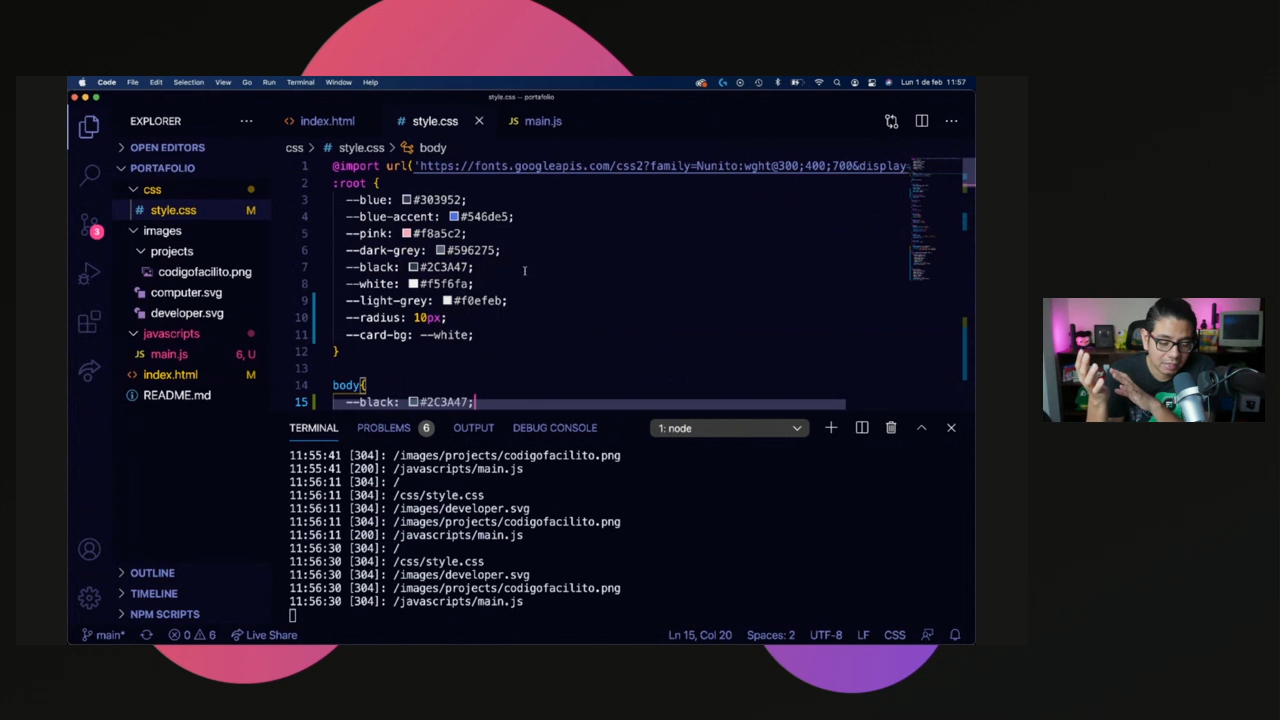 Code File Edit Selection View Go Run Terminal Window Help Lun 1 de feb 11:57
style.css — portafolio
EXPLORER
index.html
style.css
main.js
css > style.css > body
OPEN EDITORS
PORTAFOLIO
css
style.css M
images
projects
codigofacilito.png
computer.svg
developer.svg
javascripts
main.js 6, U
index.html M
README.md
OUTLINE
TIMELINE
NPM SCRIPTS
3
1 @import url('https://fonts.googleapis.com/css2?family=Nunito:wght@300;400;700&display
2 :root {
3 --blue: #303952;
4 --blue-accent: #546de5;
5 --pink: #f8a5c2;
6 --dark-grey: #596275;
7 --black: #2C3A47;
8 --white: #f5f6fa;
9 --light-grey: #f0efeb;
10 --radius: 10px;
11 --card-bg: --white;
12 }
13
14 body{
15 --black: #2C3A47;
TERMINAL PROBLEMS 6 OUTPUT DEBUG CONSOLE 1: node
11:55:41 [304]: /images/projects/codigofacilito.png
11:55:41 [200]: /javascripts/main.js
11:56:11 [304]: /
11:56:11 [304]: /css/style.css
11:56:11 [304]: /images/developer.svg
11:56:11 [304]: /images/projects/codigofacilito.png
11:56:11 [200]: /javascripts/main.js
11:56:30 [304]: /
11:56:30 [304]: /css/style.css
11:56:30 [304]: /images/developer.svg
11:56:30 [304]: /images/projects/codigofacilito.png
11:56:30 [304]: /javascripts/main.js
main* 0 6 Live Share Ln 15, Col 20 Spaces: 2 UTF-8 LF CSS